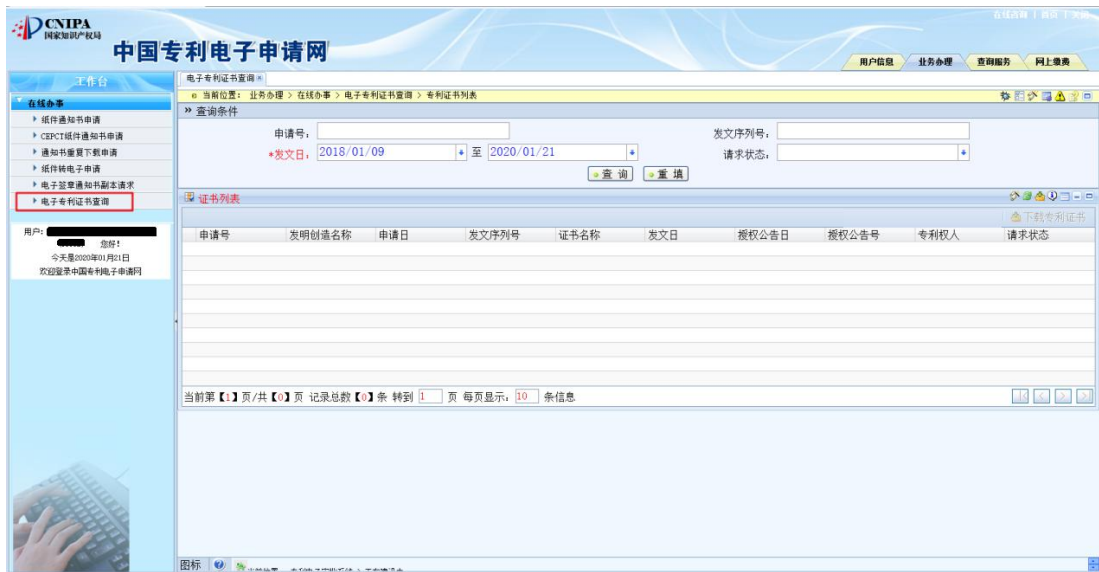 在线咨询 | 首页 |
CNIPA
国家知识产权局
中国专利电子申请网
用户信息 业务办理 查询服务 网上缴费
工作台
在线办事
纸件通知书申请
CEPCT纸件通知书申请
通知书重复下载申请
纸件转电子申请
电子签章通知书副本请求
电子专利证书查询
用户:
您好!
今天是2020年01月21日
欢迎登录中国专利电子申请网
电子专利证书查询
当前位置: 业务办理 > 在线办事 > 电子专利证书查询 > 专利证书列表
» 查询条件
申请号: 发文序列号:
*发文日: 2018/01/09 至 2020/01/21 请求状态:
查询 重填
证书列表
下载专利证书
申请号 发明创造名称 申请日 发文序列号 证书名称 发文日 授权公告日 授权公告号 专利权人 请求状态
当前第【1】页/共【0】页 记录总数【0】条 转到 1 页 每页显示: 10 条信息
图标